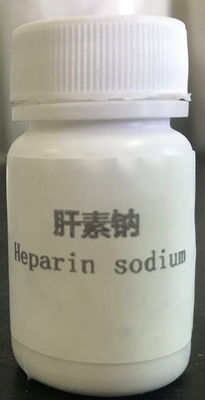 肝素钠
Heparin sodium